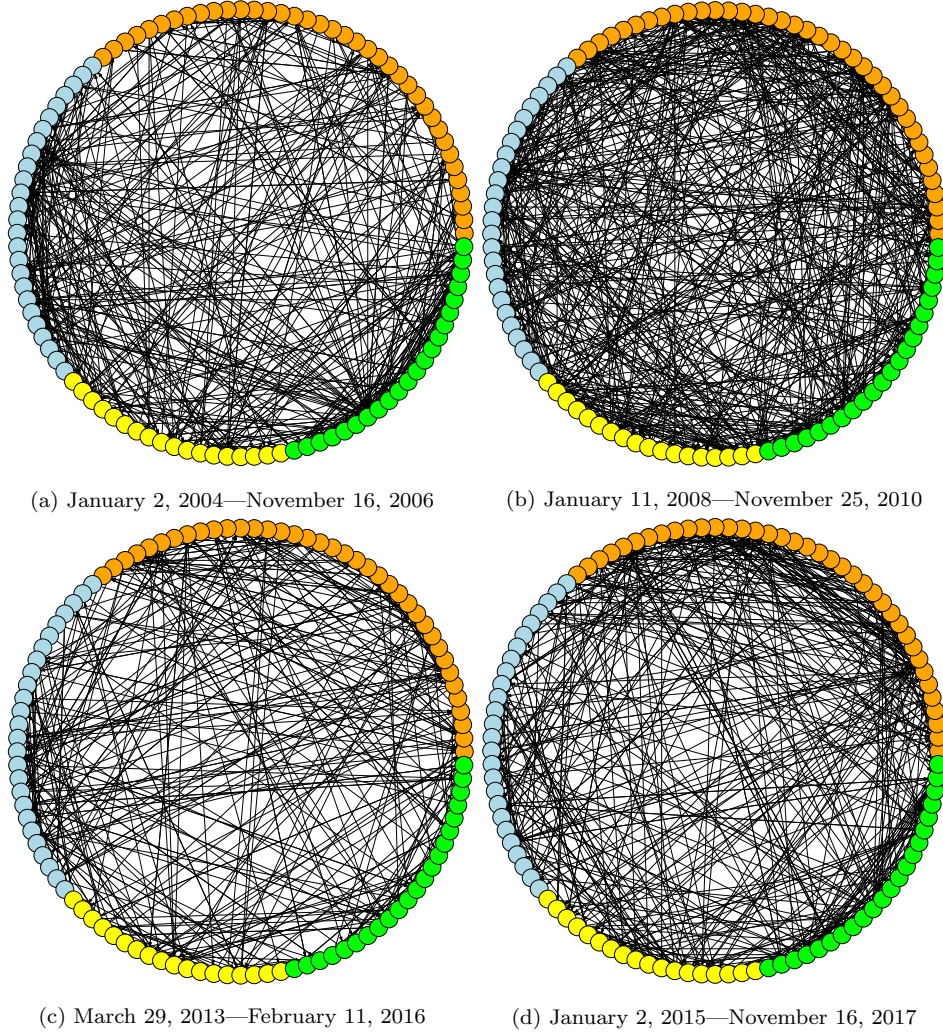 (a) January 2, 2004—November 16, 2006
(b) January 11, 2008—November 25, 2010
(c) March 29, 2013—February 11, 2016
(d) January 2, 2015—November 16, 2017